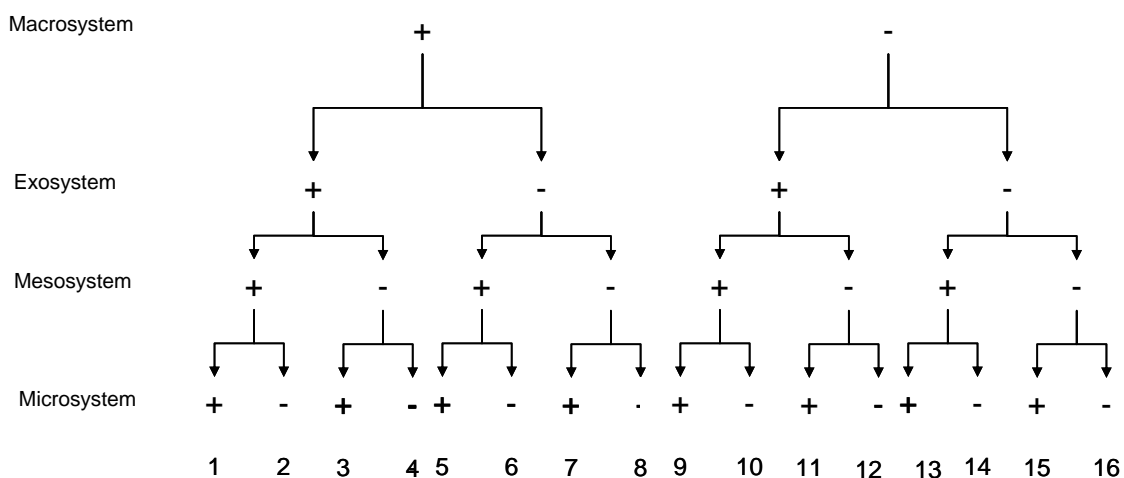 Macrosystem + -
Exosystem + - + -
Mesosystem + - + - + - + -
Microsystem + - + - + - + - + - + - + - + -
1 2 3 4 5 6 7 8 9 10 11 12 13 14 15 16